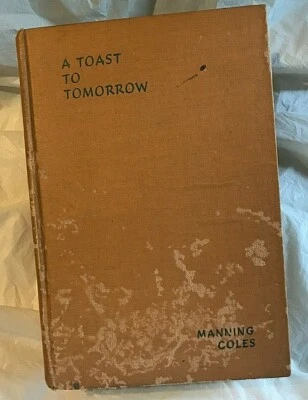 A TOAST
TO
TOMORROW
MANNING
COLES